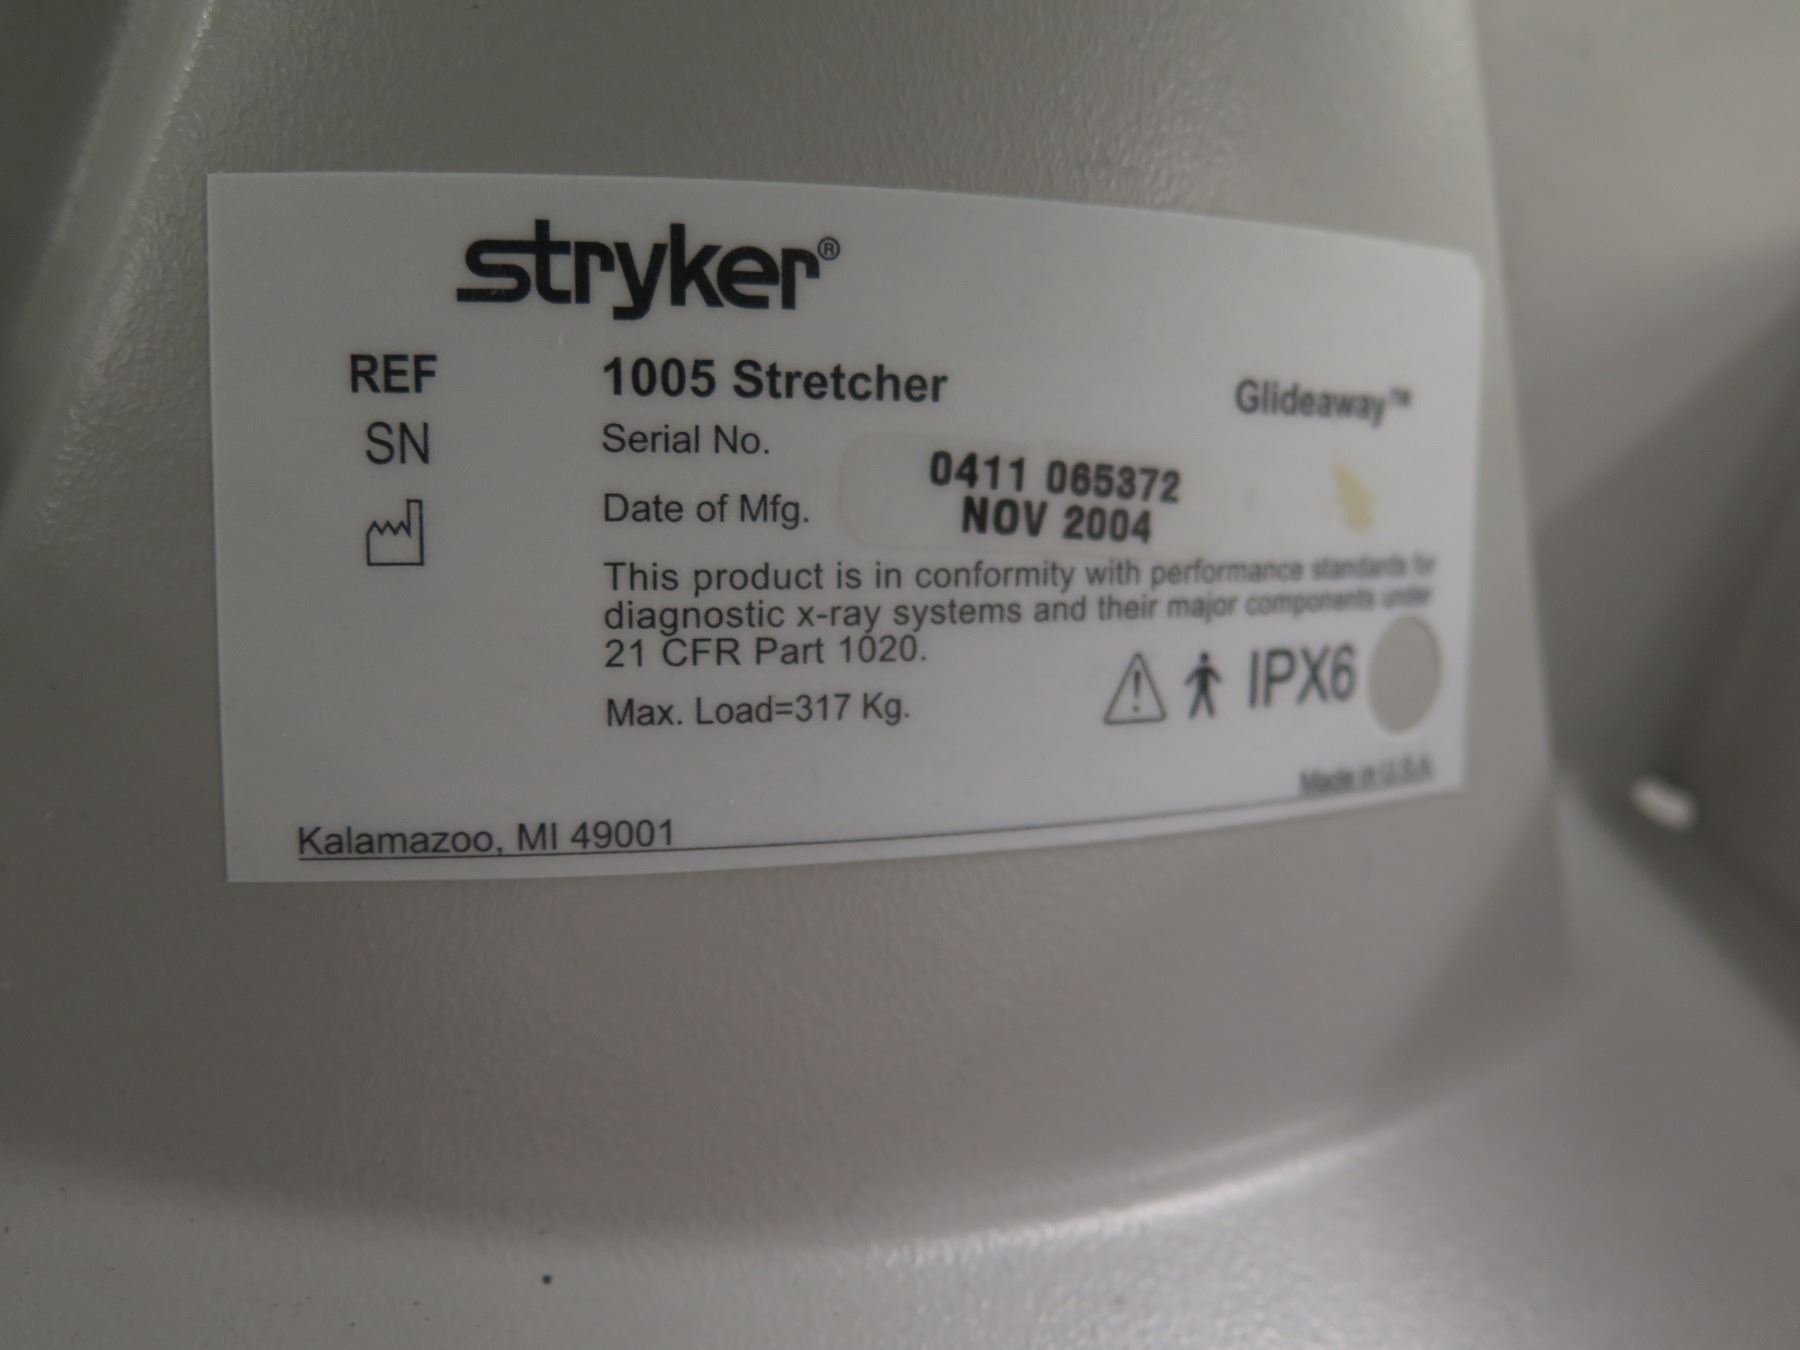 stryker®
REF 1005 Stretcher Glideaway™
SN Serial No. 0411 065372
Date of Mfg. NOV 2004
This product is in conformity with performance standards for
diagnostic x-ray systems and their major components under
21 CFR Part 1020.
IPX6
Max. Load=317 Kg.
Made in U.S.A.
Kalamazoo, MI 49001